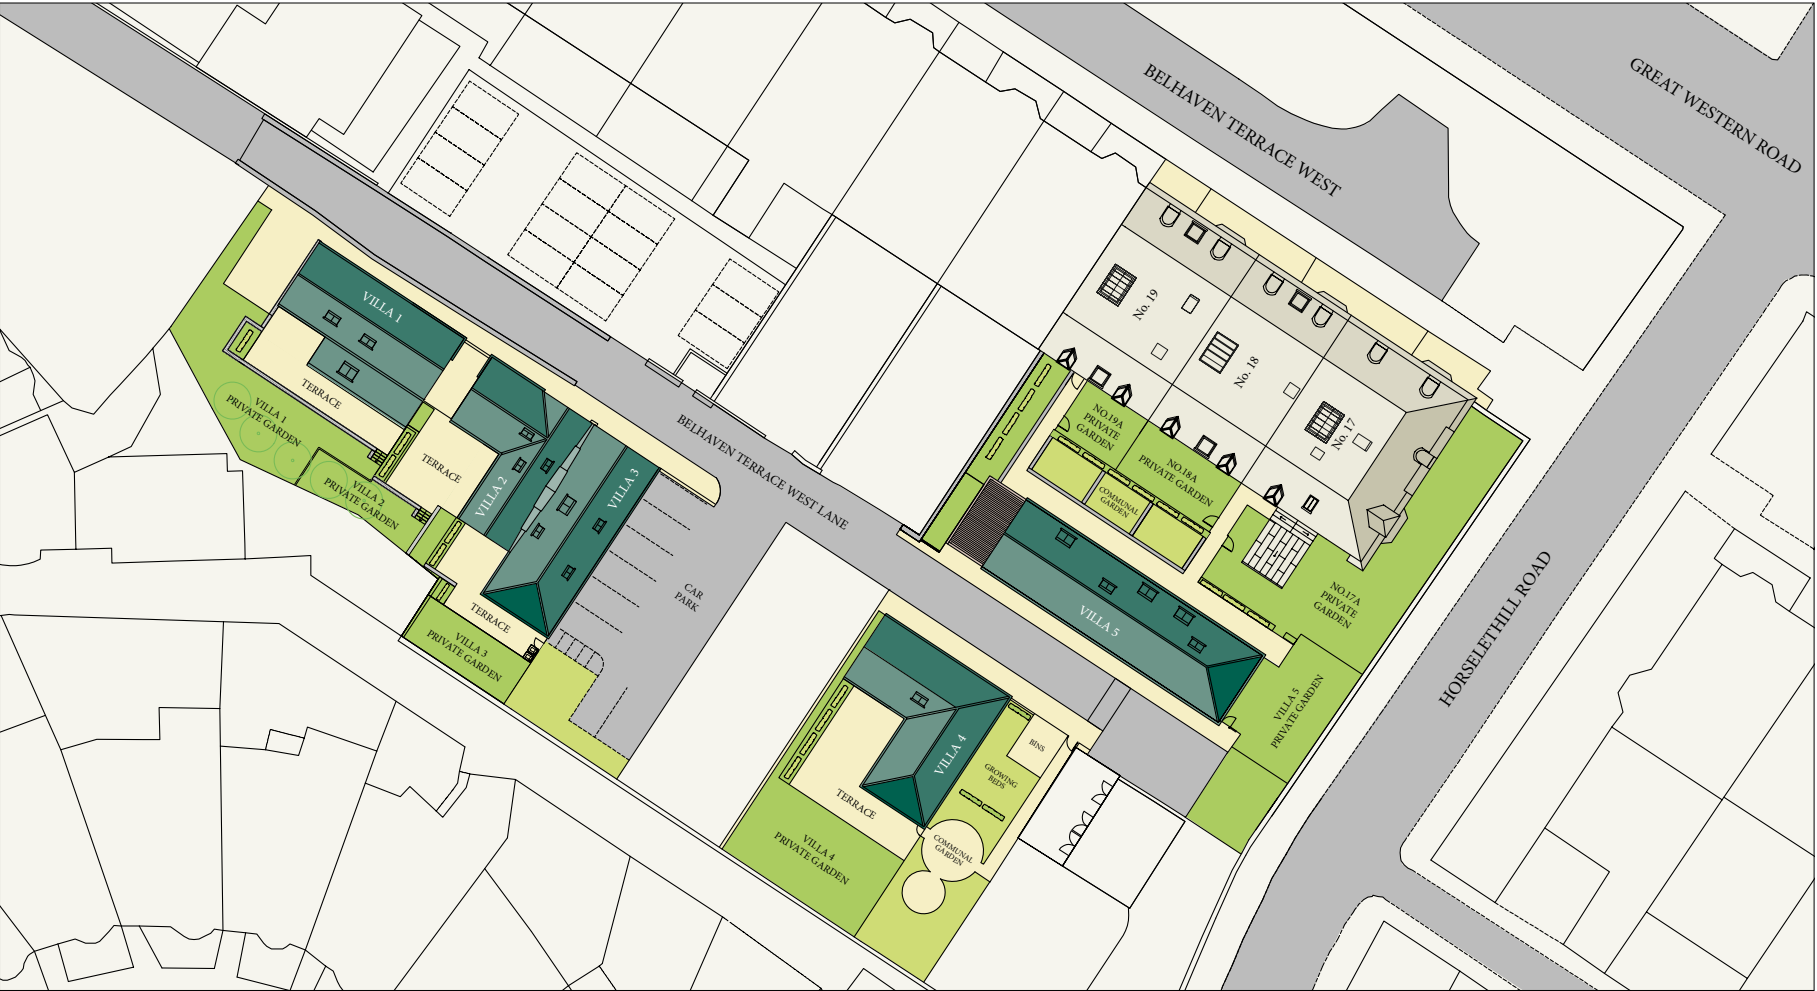 GREAT WESTERN ROAD
BELHAVEN TERRACE WEST
No. 19
No. 18
No. 17
VILLA 1
TERRACE
VILLA 1
PRIVATE GARDEN
VILLA 2
PRIVATE GARDEN
TERRACE
VILLA 2
VILLA 3
BELHAVEN TERRACE WEST LANE
NO.19A
PRIVATE
GARDEN
NO.18A
PRIVATE GARDEN
COMMUNAL
GARDEN
NO.17A
PRIVATE
GARDEN
HORSELETHILL ROAD
CAR
PARK
TERRACE
VILLA 3
PRIVATE GARDEN
VILLA 5
VILLA 5
PRIVATE GARDEN
VILLA 4
BINS
GROWING
BEDS
TERRACE
COMMUNAL
GARDEN
VILLA 4
PRIVATE GARDEN